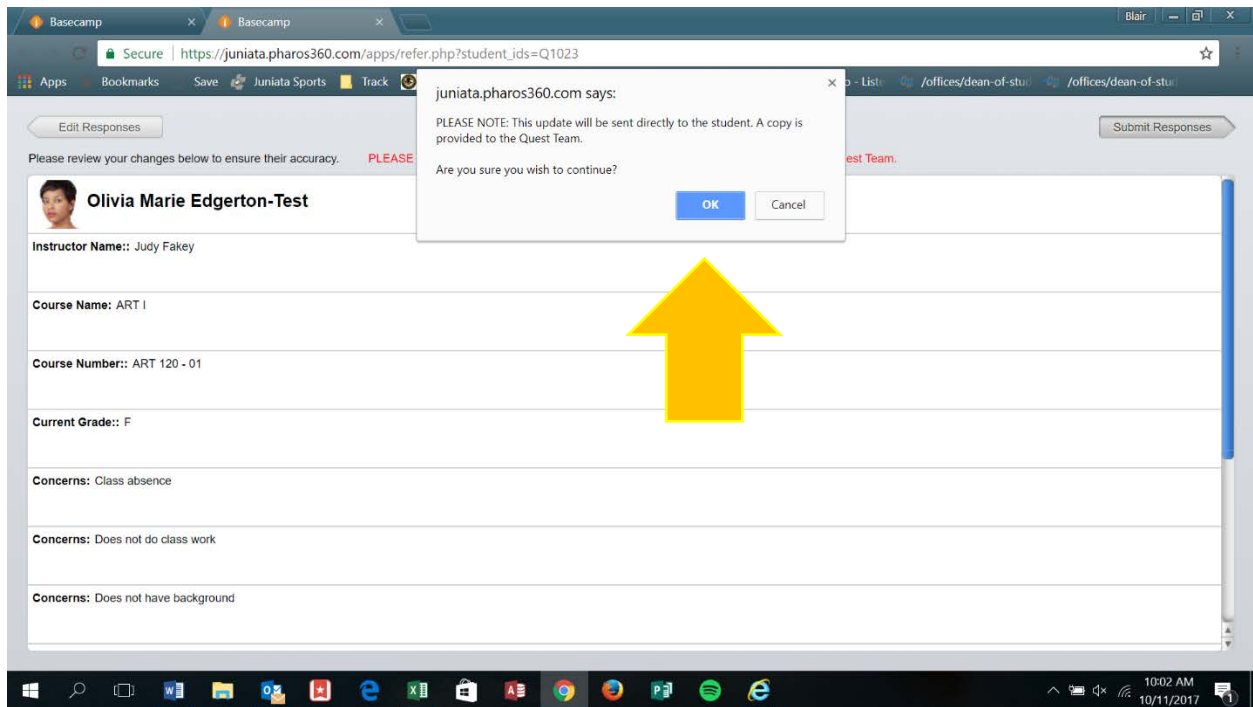 Basecamp
Basecamp
Blair
Secure | https://juniata.pharos360.com/apps/refer.php?student_ids=Q1023
Apps Bookmarks Save Juniata Sports Track /offices/dean-of-stud /offices/dean-of-stud
juniata.pharos360.com says:
PLEASE NOTE: This update will be sent directly to the student. A copy is
provided to the Quest Team.
Are you sure you wish to continue?
OK Cancel
Edit Responses
Submit Responses
Please review your changes below to ensure their accuracy. PLEASE est Team.
Olivia Marie Edgerton-Test
Instructor Name:: Judy Fakey
Course Name: ART I
Course Number:: ART 120 - 01
Current Grade:: F
Concerns: Class absence
Concerns: Does not do class work
Concerns: Does not have background
10:02 AM
10/11/2017